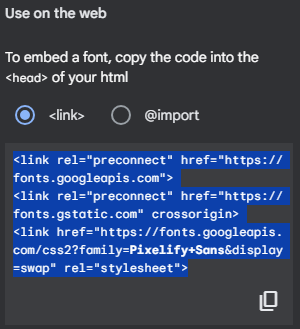 Use on the web
To embed a font, copy the code into the
<head> of your html
<link>
@import
<link rel="preconnect" href="https://
fonts.googleapis.com">
<link rel="preconnect" href="https://
fonts.gstatic.com" crossorigin>
<link href="https://fonts.googleapis.
com/css2?family=Pixelify+Sans&display
=swap" rel="stylesheet">